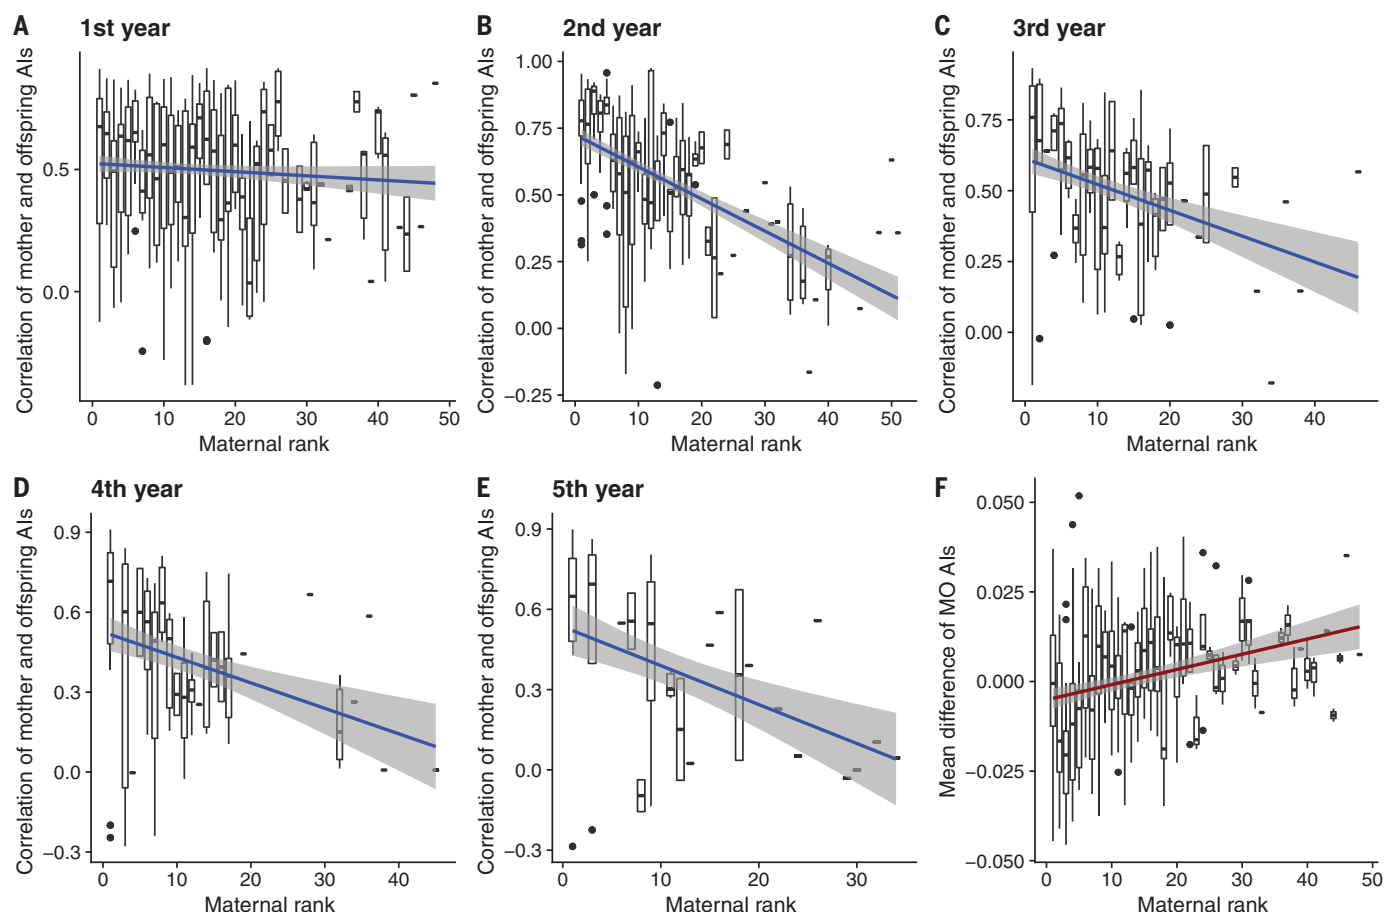 A 1st year
Correlation of mother and offspring AIs
0.5
0.0
0 10 20 30 40 50
Maternal rank
B 2nd year
Correlation of mother and offspring AIs
1.00
0.75
0.50
0.25
0.00
−0.25
0 10 20 30 40 50
Maternal rank
C 3rd year
Correlation of mother and offspring AIs
0.75
0.50
0.25
0.00
0 10 20 30 40
Maternal rank
D 4th year
Correlation of mother and offspring AIs
0.9
0.6
0.3
0.0
−0.3
0 10 20 30 40
Maternal rank
E 5th year
Correlation of mother and offspring AIs
0.9
0.6
0.3
0.0
−0.3
0 10 20 30
Maternal rank
F
Mean difference of MO AIs
0.050
0.025
0.000
−0.025
−0.050
0 10 20 30 40 50
Maternal rank